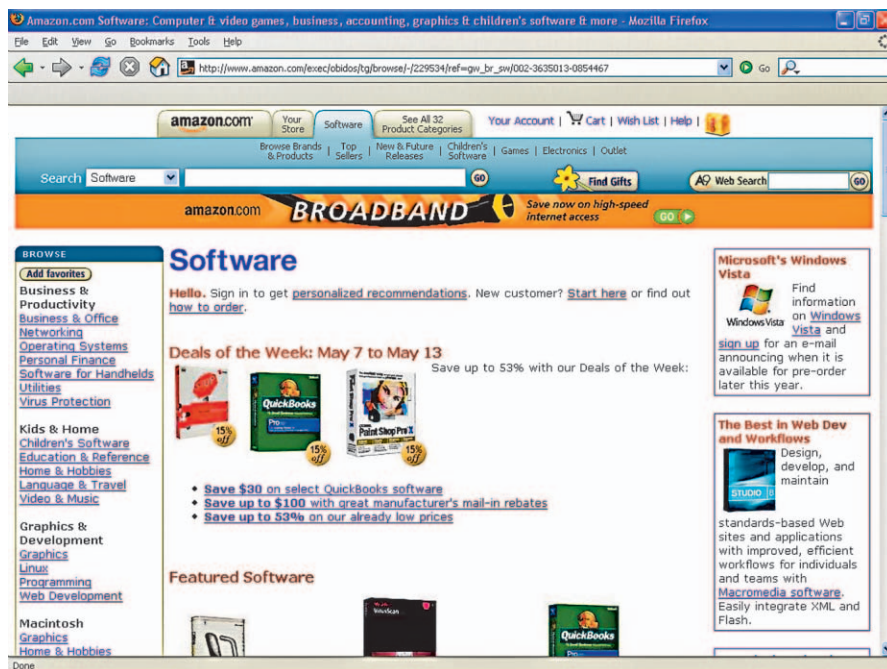 Amazon.com Software: Computer & video games, business, accounting, graphics & children's software & more - Mozilla Firefox
File Edit View Go Bookmarks Tools Help
http://www.amazon.com/exec/obidos/tg/browse/-/229534/ref=gw_br_sw/002-3635013-0854467
Go
amazon.com
Your Store
Software
See All 32 Product Categories
Your Account | Cart | Wish List | Help |
Browse Brands & Products | Top Sellers | New & Future Releases | Children's Software | Games | Electronics | Outlet
Search Software GO Find Gifts A9 Web Search GO
amazon.com BROADBAND Save now on high-speed internet access GO
BROWSE
Add favorites
Business &
Productivity
Business & Office
Networking
Operating Systems
Personal Finance
Software for Handhelds
Utilities
Virus Protection
Kids & Home
Children's Software
Education & Reference
Home & Hobbies
Language & Travel
Video & Music
Graphics &
Development
Graphics
Linux
Programming
Web Development
Macintosh
Graphics
Home & Hobbies
Software
Hello. Sign in to get personalized recommendations. New customer? Start here or find out
how to order.
Deals of the Week: May 7 to May 13
Save up to 53% with our Deals of the Week:
15% off
QuickBooks
Pro
15% off
Paint Shop Pro X
15% off
• Save $30 on select QuickBooks software
• Save up to $100 with great manufacturer's mail-in rebates
• Save up to 53% on our already low prices
Featured Software
VirusScan
QuickBooks
Pro
Microsoft's Windows
Vista
Windows Vista
Find
information
on Windows
Vista and
sign up for an e-mail
announcing when it is
available for pre-order
later this year.
The Best in Web Dev
and Workflows
STUDIO 8
Design,
develop, and
maintain
standards-based Web
sites and applications
with improved, efficient
workflows for individuals
and teams with
Macromedia software.
Easily integrate XML and
Flash.
Done